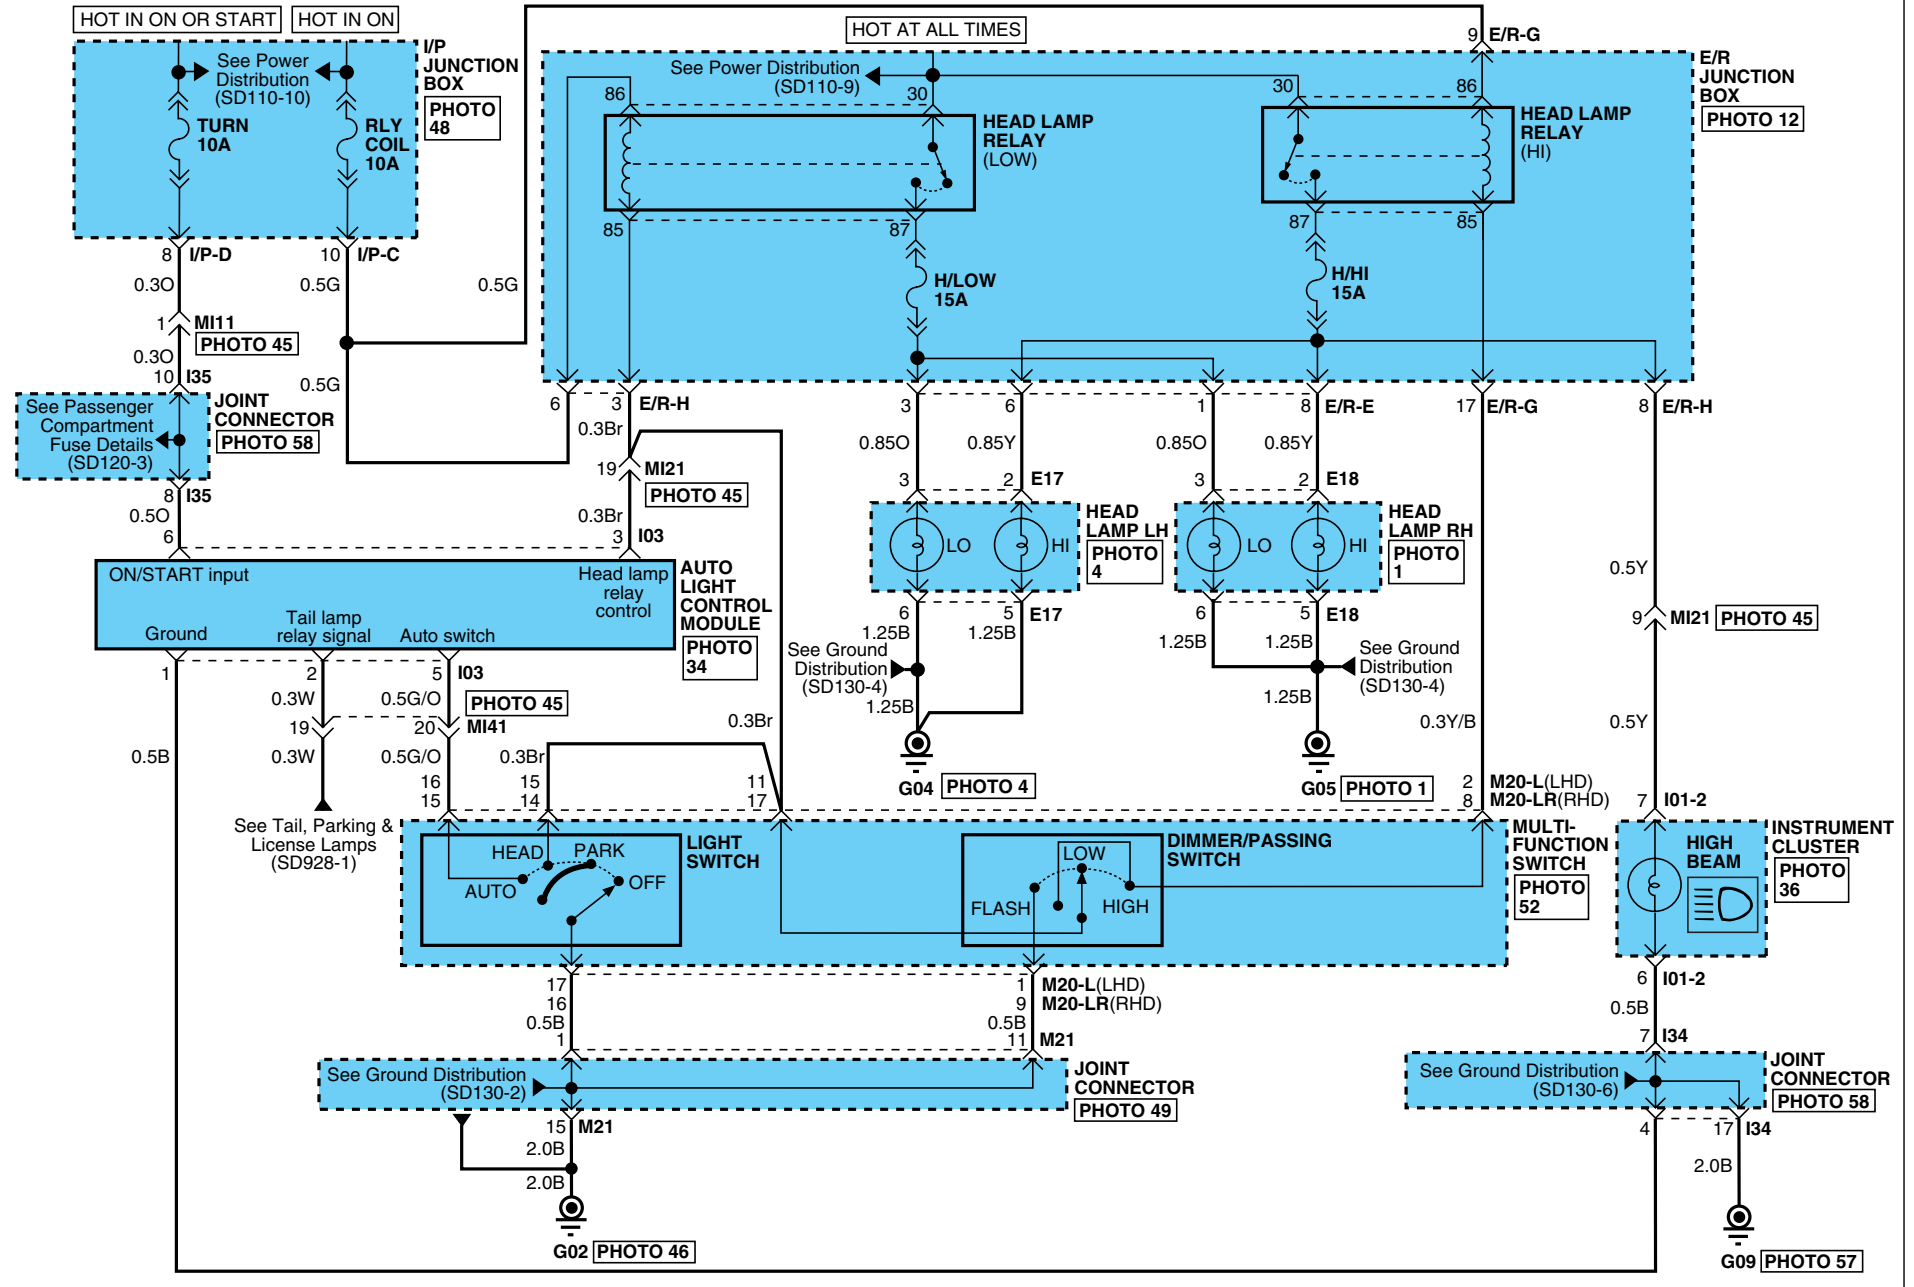 HOT IN ON OR START
HOT IN ON
HOT AT ALL TIMES
See Power
Distribution
(SD110-10)
TURN
10A
RLY
COIL
10A
I/P
JUNCTION
BOX
PHOTO
48
8
I/P-D
10
I/P-C
0.3O
0.5G
0.5G
1
MI11
PHOTO 45
0.3O
0.5G
10
I35
See Passenger
Compartment
Fuse Details
(SD120-3)
JOINT
CONNECTOR
PHOTO 58
8
I35
0.5O
6
9
E/R-G
E/R
JUNCTION
BOX
PHOTO 12
See Power Distribution
(SD110-9)
86
30
30
86
HEAD LAMP
RELAY
(LOW)
HEAD LAMP
RELAY
(HI)
85
87
87
85
H/LOW
15A
H/HI
15A
6
3
E/R-H
3
6
1
8
E/R-E
17
E/R-G
8
E/R-H
0.3Br
0.85O
0.85Y
0.85O
0.85Y
19
MI21
PHOTO 45
0.3Br
3
I03
3
2
E17
3
2
E18
LO
HI
HEAD
LAMP LH
PHOTO
4
LO
HI
HEAD
LAMP RH
PHOTO
1
6
5
E17
6
5
E18
1.25B
1.25B
1.25B
1.25B
See Ground
Distribution
(SD130-4)
See Ground
Distribution
(SD130-4)
1.25B
1.25B
G04
PHOTO 4
G05
PHOTO 1
0.5Y
9
MI21
PHOTO 45
0.3Y/B
0.5Y
ON/START input
Head lamp
relay
control
Tail lamp
relay signal
Ground
Auto switch
AUTO
LIGHT
CONTROL
MODULE
PHOTO
34
1
2
5
I03
0.3W
0.5G/O
PHOTO 45
19
20
MI41
0.5B
0.3W
0.5G/O
0.3Br
0.3Br
See Tail, Parking &
License Lamps
(SD928-1)
16
15
15
14
11
17
2
M20-L(LHD)
8
M20-LR(RHD)
7
I01-2
HEAD
PARK
AUTO
OFF
LIGHT
SWITCH
LOW
FLASH
HIGH
DIMMER/PASSING
SWITCH
MULTI-
FUNCTION
SWITCH
PHOTO
52
HIGH
BEAM
INSTRUMENT
CLUSTER
PHOTO
36
17
16
0.5B
1
1
M20-L(LHD)
9
M20-LR(RHD)
0.5B
11
M21
6
I01-2
0.5B
7
I34
See Ground Distribution
(SD130-2)
JOINT
CONNECTOR
PHOTO 49
15
M21
2.0B
2.0B
G02
PHOTO 46
See Ground Distribution
(SD130-6)
JOINT
CONNECTOR
PHOTO 58
4
17
I34
2.0B
G09
PHOTO 57